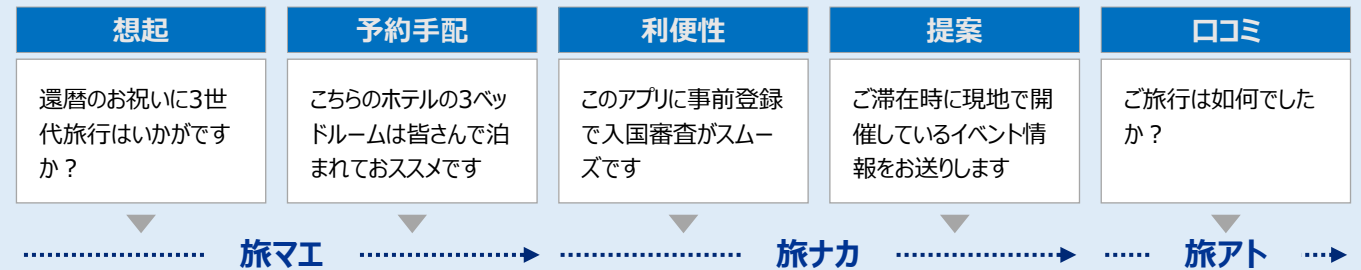 想起
還暦のお祝いに3世
代旅行はいかがです
か？
予約手配
こちらのホテルの3ベッ
ドルームは皆さんで泊
まれておススメです
利便性
このアプリに事前登録
で入国審査がスムー
ズです
提案
ご滞在時に現地で開
催しているイベント情
報をお送りします
口コミ
ご旅行は如何でした
か？
旅マエ
旅ナカ
旅アト